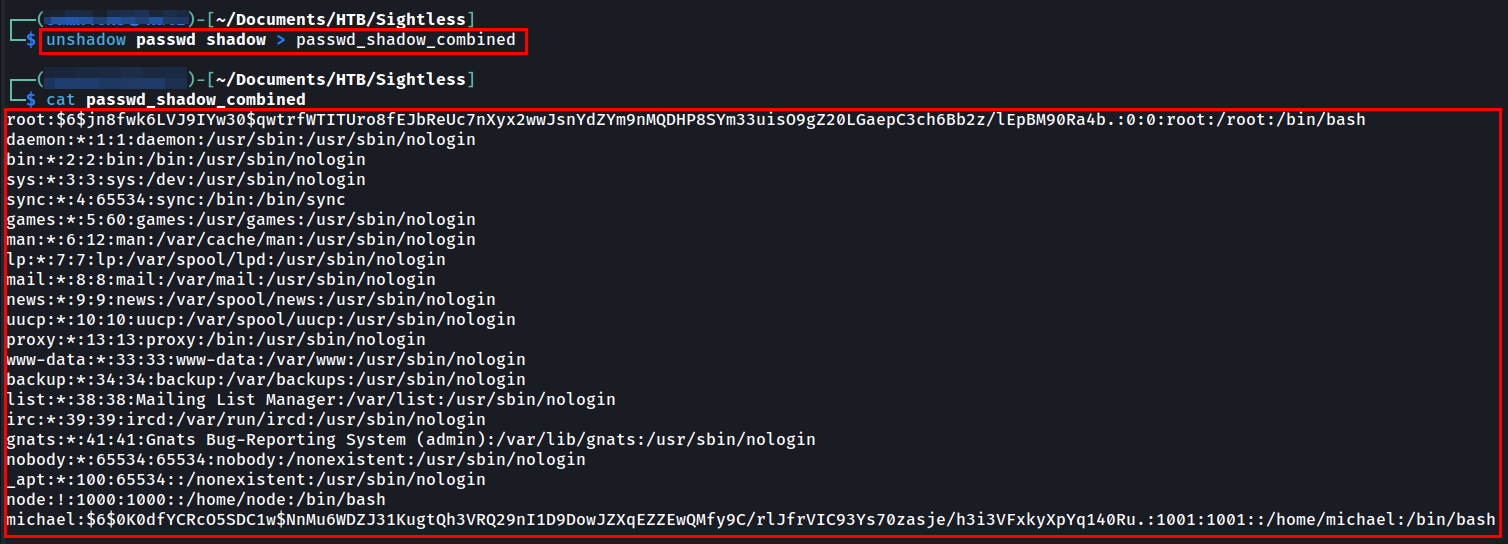 ┌──(              )-[~/Documents/HTB/Sightless]
└─$ unshadow passwd shadow > passwd_shadow_combined
┌──(              )-[~/Documents/HTB/Sightless]
└─$ cat passwd_shadow_combined
root:$6$jn8fwk6LVJ9IYw30$qwtrfWTITUro8fEJbReUc7nXyx2wwJsnYdZYm9nMQDHP8SYm33uisO9gZ20LGaepC3ch6Bb2z/lEpBM90Ra4b.:0:0:root:/root:/bin/bash
daemon:*:1:1:daemon:/usr/sbin:/usr/sbin/nologin
bin:*:2:2:bin:/bin:/usr/sbin/nologin
sys:*:3:3:sys:/dev:/usr/sbin/nologin
sync:*:4:65534:sync:/bin:/bin/sync
games:*:5:60:games:/usr/games:/usr/sbin/nologin
man:*:6:12:man:/var/cache/man:/usr/sbin/nologin
lp:*:7:7:lp:/var/spool/lpd:/usr/sbin/nologin
mail:*:8:8:mail:/var/mail:/usr/sbin/nologin
news:*:9:9:news:/var/spool/news:/usr/sbin/nologin
uucp:*:10:10:uucp:/var/spool/uucp:/usr/sbin/nologin
proxy:*:13:13:proxy:/bin:/usr/sbin/nologin
www-data:*:33:33:www-data:/var/www:/usr/sbin/nologin
backup:*:34:34:backup:/var/backups:/usr/sbin/nologin
list:*:38:38:Mailing List Manager:/var/list:/usr/sbin/nologin
irc:*:39:39:ircd:/var/run/ircd:/usr/sbin/nologin
gnats:*:41:41:Gnats Bug-Reporting System (admin):/var/lib/gnats:/usr/sbin/nologin
nobody:*:65534:65534:nobody:/nonexistent:/usr/sbin/nologin
_apt:*:100:65534::/nonexistent:/usr/sbin/nologin
node:!:1000:1000::/home/node:/bin/bash
michael:$6$0K0dfYCRcO5SDC1w$NnMu6WDZJ31KugtQh3VRQ29nI1D9DowJZXqEZZEwQMfy9C/rlJfrVIC93Ys70zasje/h3i3VFxkyXpYq140Ru.:1001:1001::/home/michael:/bin/bash